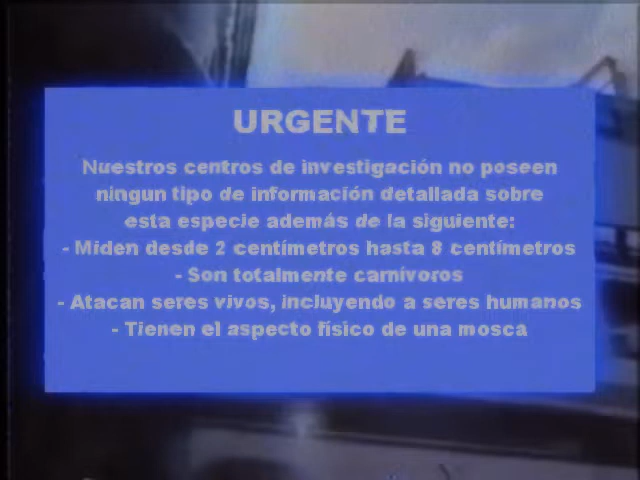 URGENTE
Nuestros centros de investigación no poseen
ningun tipo de información detallada sobre
esta especie además de la siguiente:
- Miden desde 2 centímetros hasta 8 centímetros
- Son totalmente carnívoros
- Atacan seres vivos, incluyendo a seres humanos
- Tienen el aspecto físico de una mosca